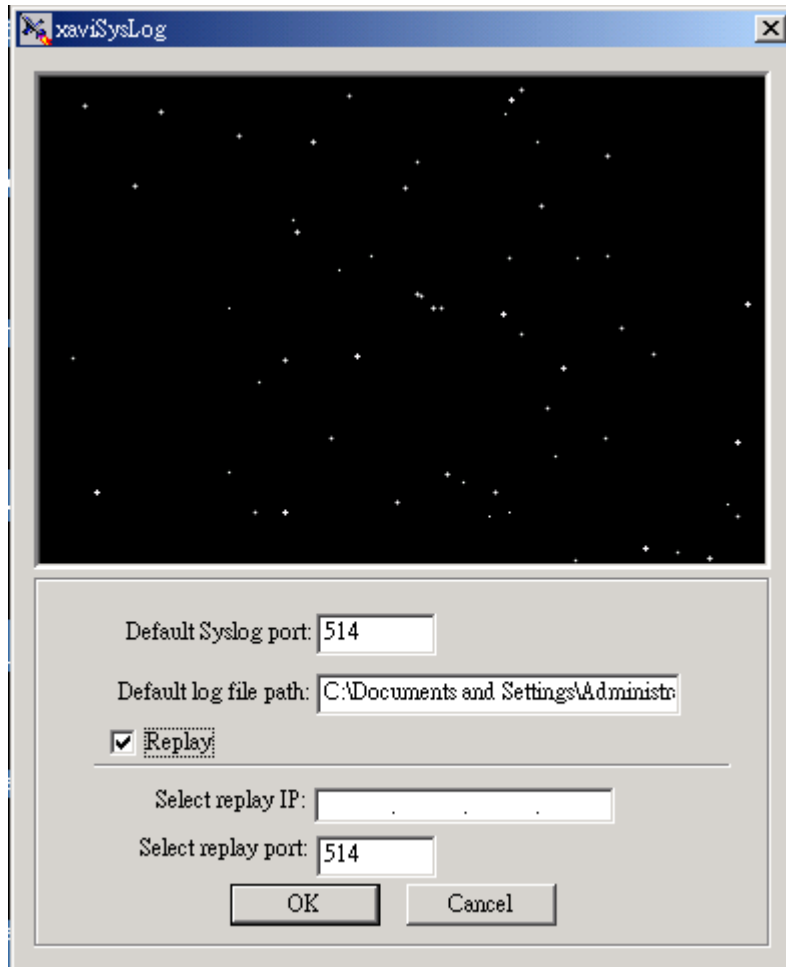 xaviSysLog
Default Syslog port: 514
Default log file path: C:\Documents and Settings\Administra
Replay
Select replay IP: . . .
Select replay port: 514
OK Cancel